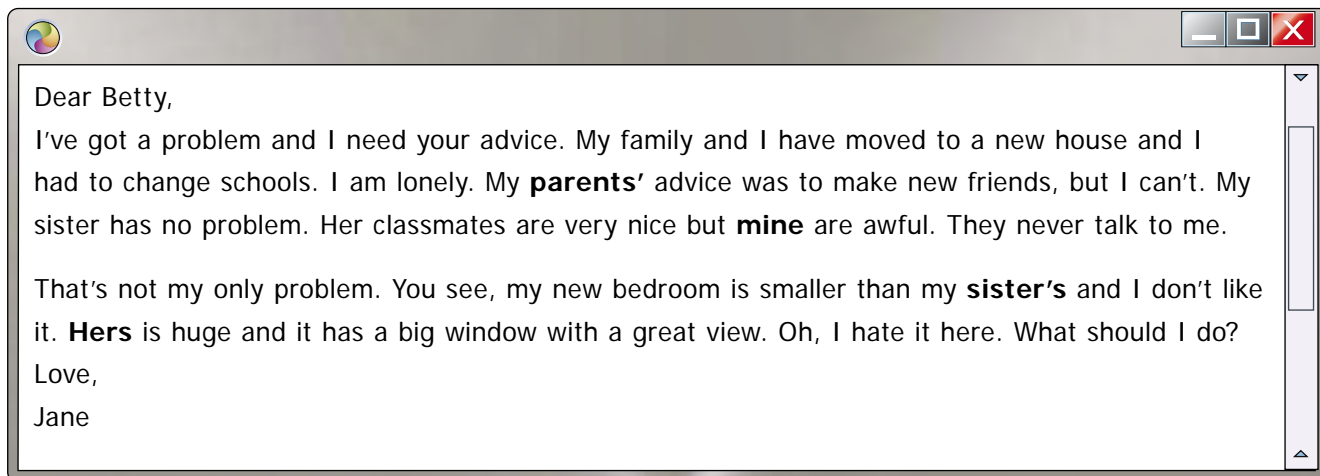 Dear Betty,
I've got a problem and I need your advice. My family and I have moved to a new house and I
had to change schools. I am lonely. My parents' advice was to make new friends, but I can't. My
sister has no problem. Her classmates are very nice but mine are awful. They never talk to me.
That's not my only problem. You see, my new bedroom is smaller than my sister's and I don't like
it. Hers is huge and it has a big window with a great view. Oh, I hate it here. What should I do?
Love,
Jane